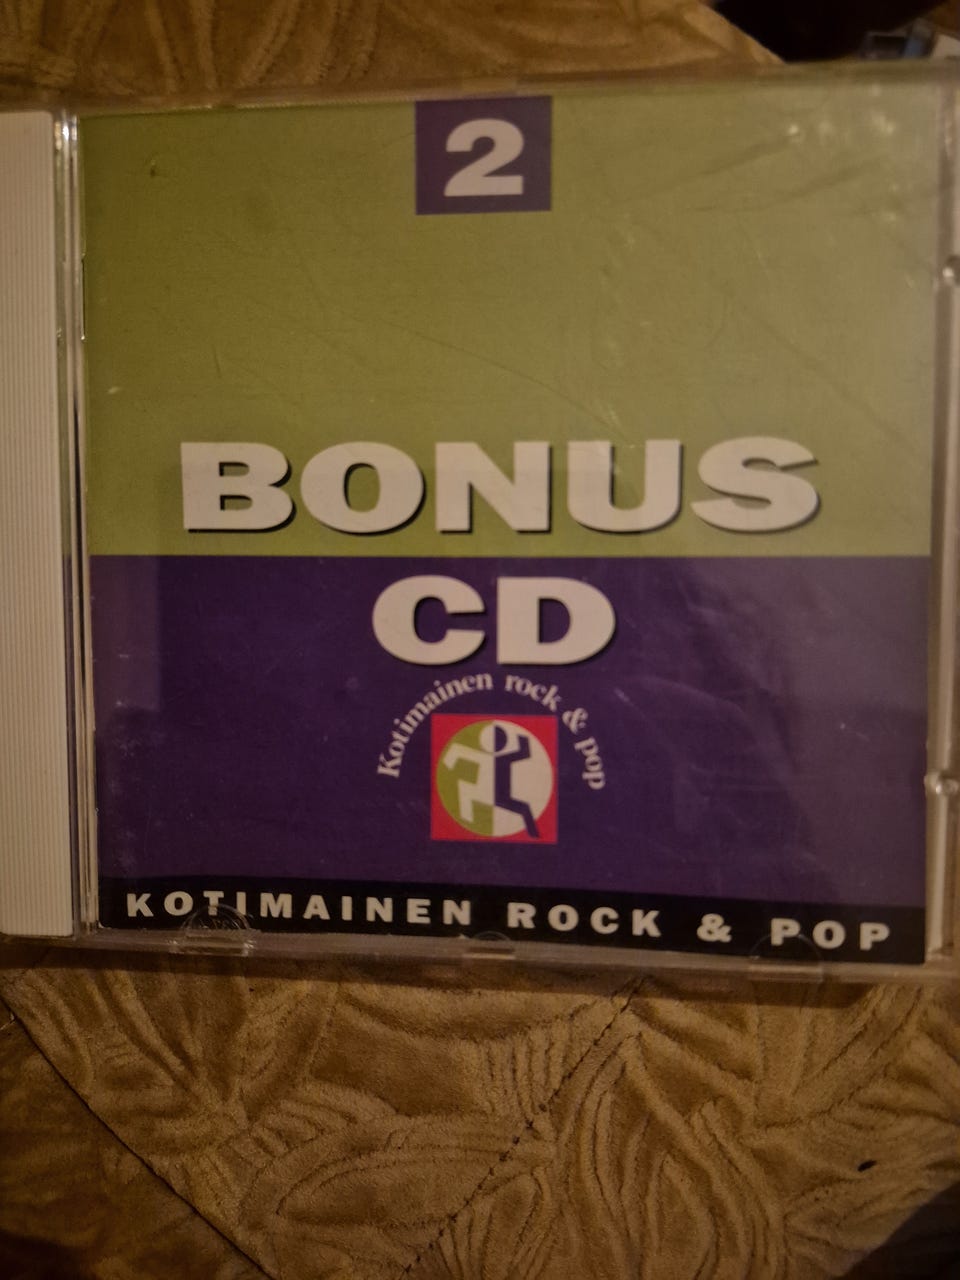 2
BONUS
CD
Kotimainen rock & pop
KOTIMAINEN ROCK & POP